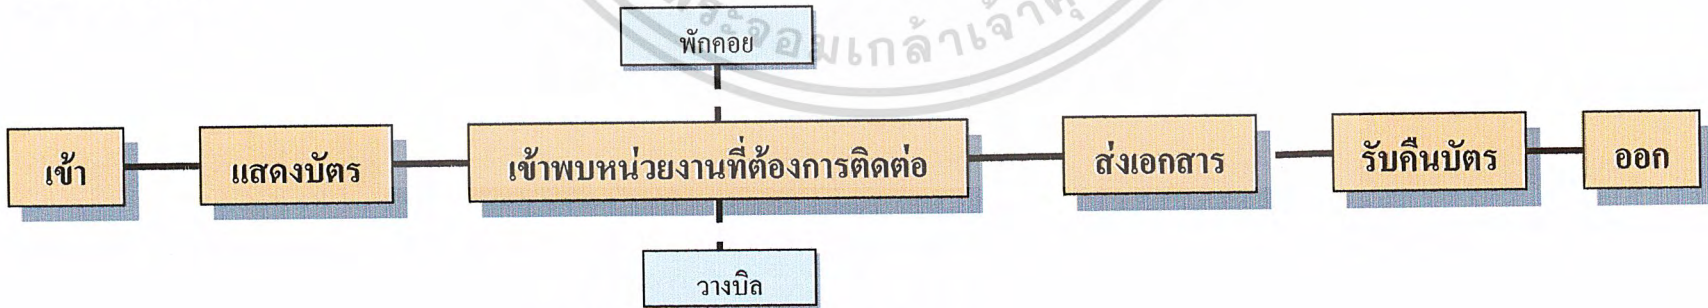 พักคอย
เข้า
แสดงบัตร
เข้าพบหน่วยงานที่ต้องการติดต่อ
ส่งเอกสาร
รับคืนบัตร
ออก
วางบิล